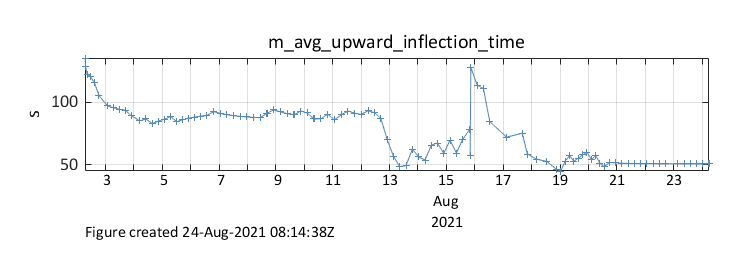 m_avg_upward_inflection_time
s
100
50
3 5 7 9 11 13 15 17 19 21 23
Aug
2021
Figure created 24-Aug-2021 08:14:38Z